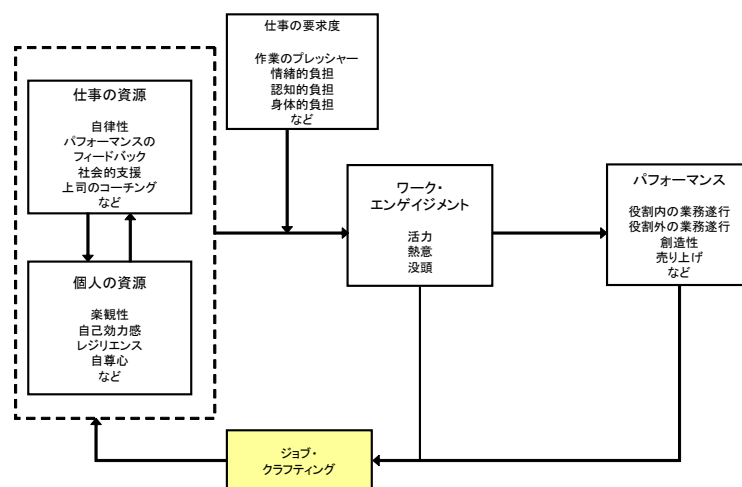 仕事の要求度
作業のプレッシャー
情緒的負担
認知的負担
身体的負担
など
仕事の資源
自律性
パフォーマンスの
フィードバック
社会的支援
上司のコーチング
など
個人の資源
楽観性
自己効力感
レジリエンス
自尊心
など
ワーク・
エンゲイジメント
活力
熱意
没頭
パフォーマンス
役割内の業務遂行
役割外の業務遂行
創造性
売り上げ
など
ジョブ・
クラフティング